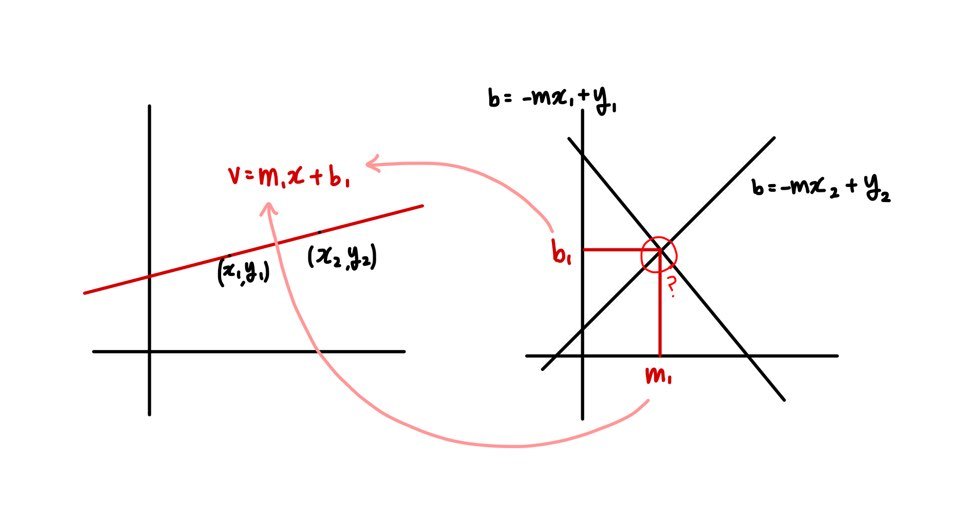 b = -mx₁ + y₁
v = m₁x + b₁
b = -mx₂ + y₂
(x₁, y₁)
(x₂, y₂)
b₁
?
m₁